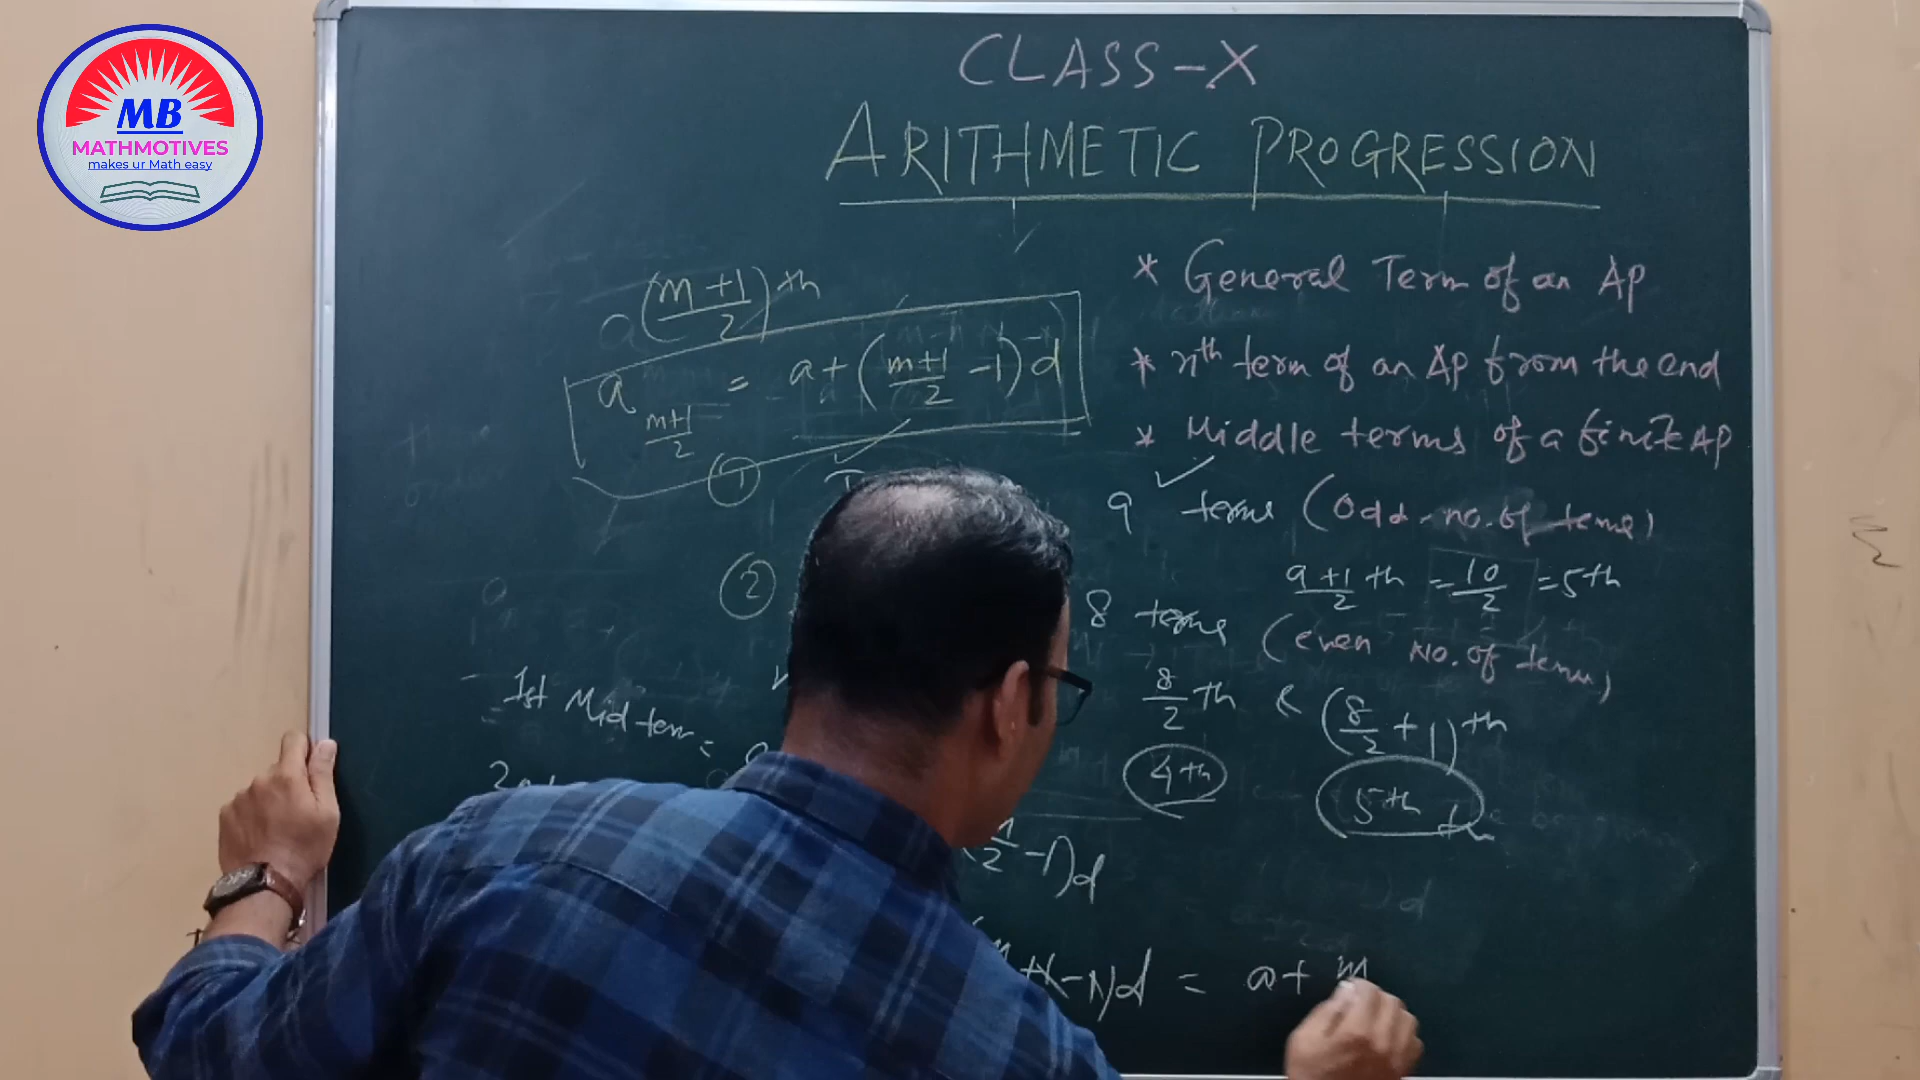 MB
MATHMOTIVES
makes ur Math easy
CLASS-X
ARITHMETIC PROGRESSION
* General Term of an AP
* nth term of an AP from the end
* Middle terms of a finite AP
9 terms (odd no. of terms)
9+1/2 th = 10/2 = 5th
8 terms (even No. of terms)
8/2 th & (8/2 + 1)th
4th 5th
a (m+1/2)th
a m+1/2 = a+ (m+1/2 -1) d
①
②
1st Mid term =
2 -1)d
-1)d = a+ m